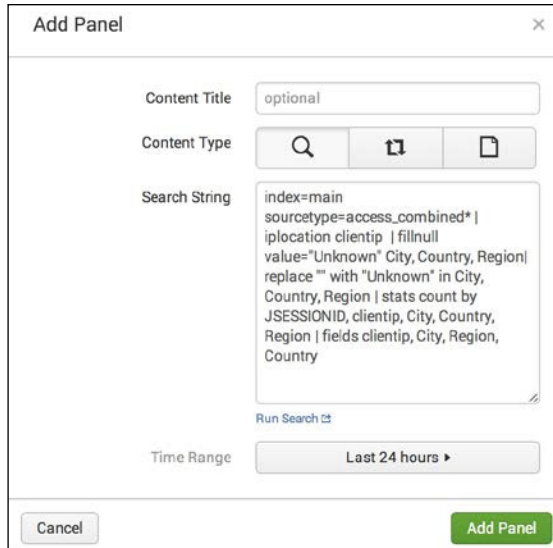 Add Panel
×
Content Title
optional
Content Type
Search String
index=main
sourcetype=access_combined* |
iplocation clientip | fillnull
value="Unknown" City, Country, Region|
replace "" with "Unknown" in City,
Country, Region | stats count by
JSESSIONID, clientip, City, Country,
Region | fields clientip, City, Region,
Country
Run Search
Time Range
Last 24 hours
Cancel
Add Panel